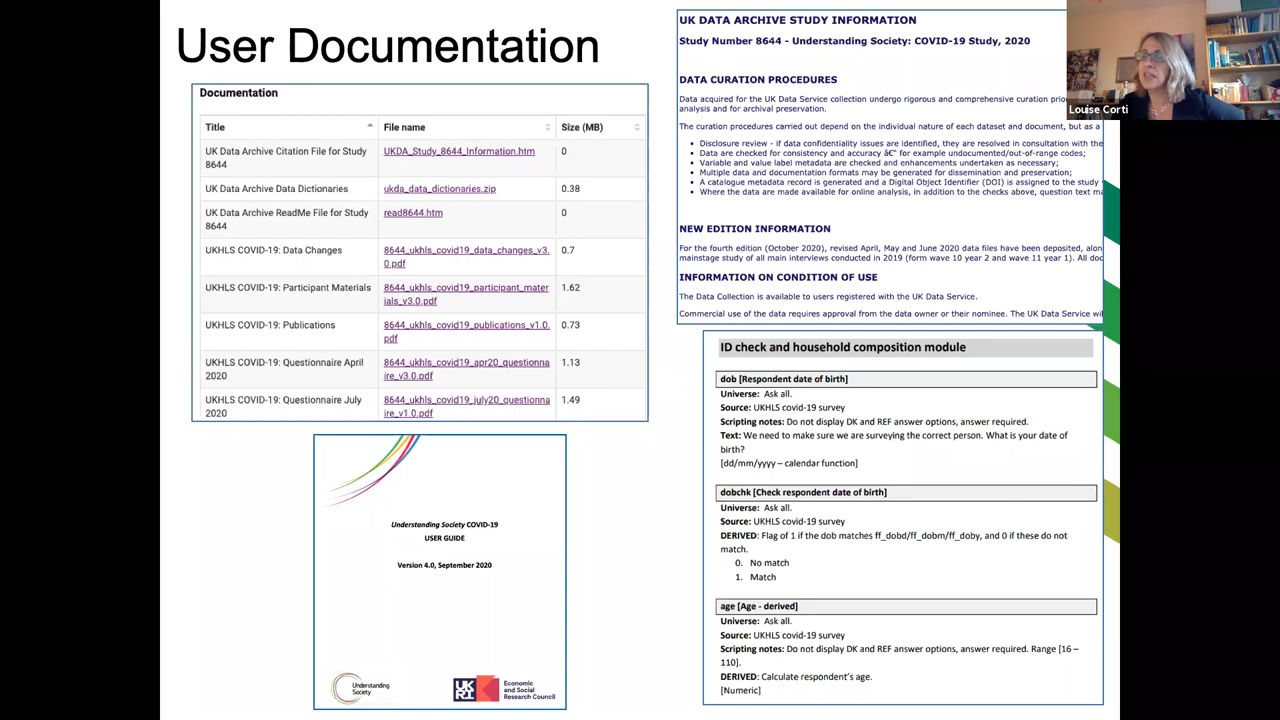 User Documentation
Documentation
Title File name Size (MB)
UK Data Archive Citation File for Study UKDA_Study_8644_Information.htm 0
8644
UK Data Archive Data Dictionaries ukda_data_dictionaries.zip 0.38
UK Data Archive ReadMe File for Study read8644.htm 0
8644
UKHLS COVID-19: Data Changes 8644_ukhls_covid19_data_changes_v3. 0.7
0.pdf
UKHLS COVID-19: Participant Materials 8644_ukhls_covid19_participant_mater 1.62
ials_v3.0.pdf
UKHLS COVID-19: Publications 8644_ukhls_covid19_publications_v1.0. 0.73
pdf
UKHLS COVID-19: Questionnaire April 8644_ukhls_covid19_apr20_questionna 1.13
2020 ire_v3.0.pdf
UKHLS COVID-19: Questionnaire July 8644_ukhls_covid19_july20_questionna 1.49
2020 ire_v1.0.pdf
Understanding Society COVID-19
USER GUIDE
Version 4.0, September 2020
Understanding
Society
UK
RI
Economic
and Social
Research Council
UK DATA ARCHIVE STUDY INFORMATION
Study Number 8644 - Understanding Society: COVID-19 Study, 2020
DATA CURATION PROCEDURES
Data acquired for the UK Data Service collection undergo rigorous and comprehensive curation prio
analysis and for archival preservation.
The curation procedures carried out depend on the individual nature of each dataset and document, but as a
• Disclosure review - if data confidentiality issues are identified, they are resolved in consultation with the
• Data are checked for consistency and accuracy â€“ for example undocumented/out-of-range codes;
• Variable and value label metadata are checked and enhancements undertaken as necessary;
• Multiple data and documentation formats may be generated for dissemination and preservation;
• A catalogue metadata record is generated and a Digital Object Identifier (DOI) is assigned to the study
• Where the data are made available for online analysis, in addition to the checks above, question text ma
NEW EDITION INFORMATION
For the fourth edition (October 2020), revised April, May and June 2020 data files have been deposited, alon
mainstage study of all main interviews conducted in 2019 (form wave 10 year 2 and wave 11 year 1). All doc
INFORMATION ON CONDITION OF USE
The Data Collection is available to users registered with the UK Data Service.
Commercial use of the data requires approval from the data owner or their nominee. The UK Data Service wil
ID check and household composition module
dob [Respondent date of birth]
Universe: Ask all.
Source: UKHLS covid-19 survey
Scripting notes: Do not display DK and REF answer options, answer required.
Text: We need to make sure we are surveying the correct person. What is your date of
birth?
[dd/mm/yyyy – calendar function]
dobchk [Check respondent date of birth]
Universe: Ask all.
Source: UKHLS covid-19 survey
DERIVED: Flag of 1 if the dob matches ff_dobd/ff_dobm/ff_doby, and 0 if these do not
match.
0. No match
1. Match
age [Age - derived]
Universe: Ask all.
Source: UKHLS covid-19 survey
Scripting notes: Do not display DK and REF answer options, answer required. Range [16 –
110].
DERIVED: Calculate respondent's age.
[Numeric]
Louise Corti